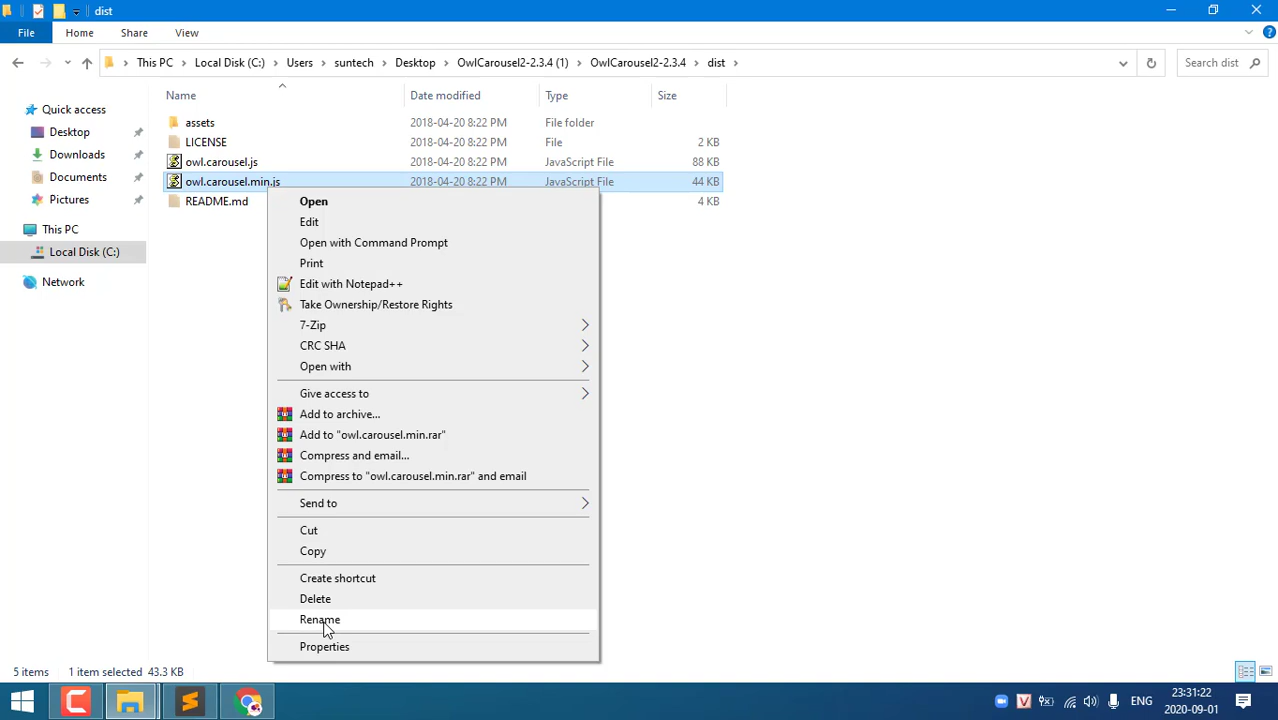 dist
File Home Share View
This PC Local Disk (C:) Users suntech Desktop OwlCarousel2-2.3.4 (1) OwlCarousel2-2.3.4 dist
Search dist
Name Date modified Type Size
Quick access
Desktop
Downloads
Documents
Pictures
This PC
Local Disk (C:)
Network
assets 2018-04-20 8:22 PM File folder
LICENSE 2018-04-20 8:22 PM File 2 KB
owl.carousel.js 2018-04-20 8:22 PM JavaScript File 88 KB
owl.carousel.min.js 2018-04-20 8:22 PM JavaScript File 44 KB
README.md 4 KB
Open
Edit
Open with Command Prompt
Print
Edit with Notepad++
Take Ownership/Restore Rights
7-Zip
CRC SHA
Open with
Give access to
Add to archive...
Add to "owl.carousel.min.rar"
Compress and email...
Compress to "owl.carousel.min.rar" and email
Send to
Cut
Copy
Create shortcut
Delete
Rename
Properties
5 items 1 item selected 43.3 KB
V ENG 23:31:22
2020-09-01